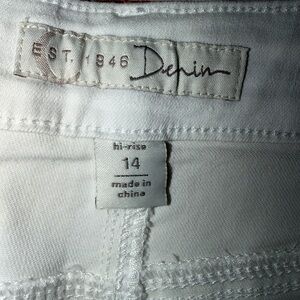 EST. 1946 Denim
hi-rise
14
made in
china